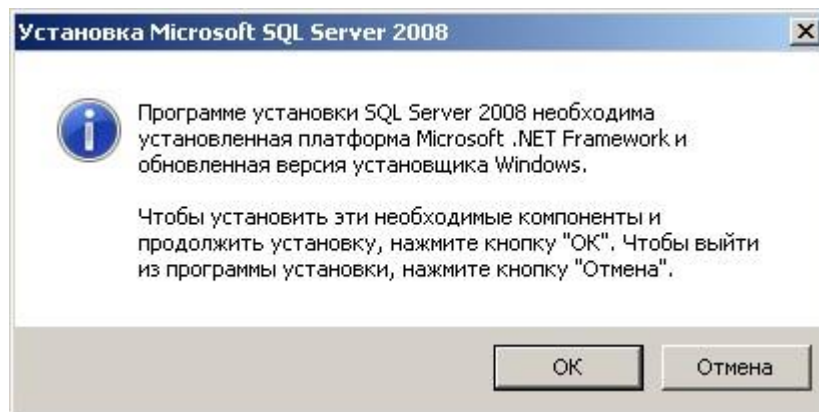 Установка Microsoft SQL Server 2008
Программе установки SQL Server 2008 необходима
установленная платформа Microsoft .NET Framework и
обновленная версия установщика Windows.
Чтобы установить эти необходимые компоненты и
продолжить установку, нажмите кнопку "ОК". Чтобы выйти
из программы установки, нажмите кнопку "Отмена".
ОК
Отмена